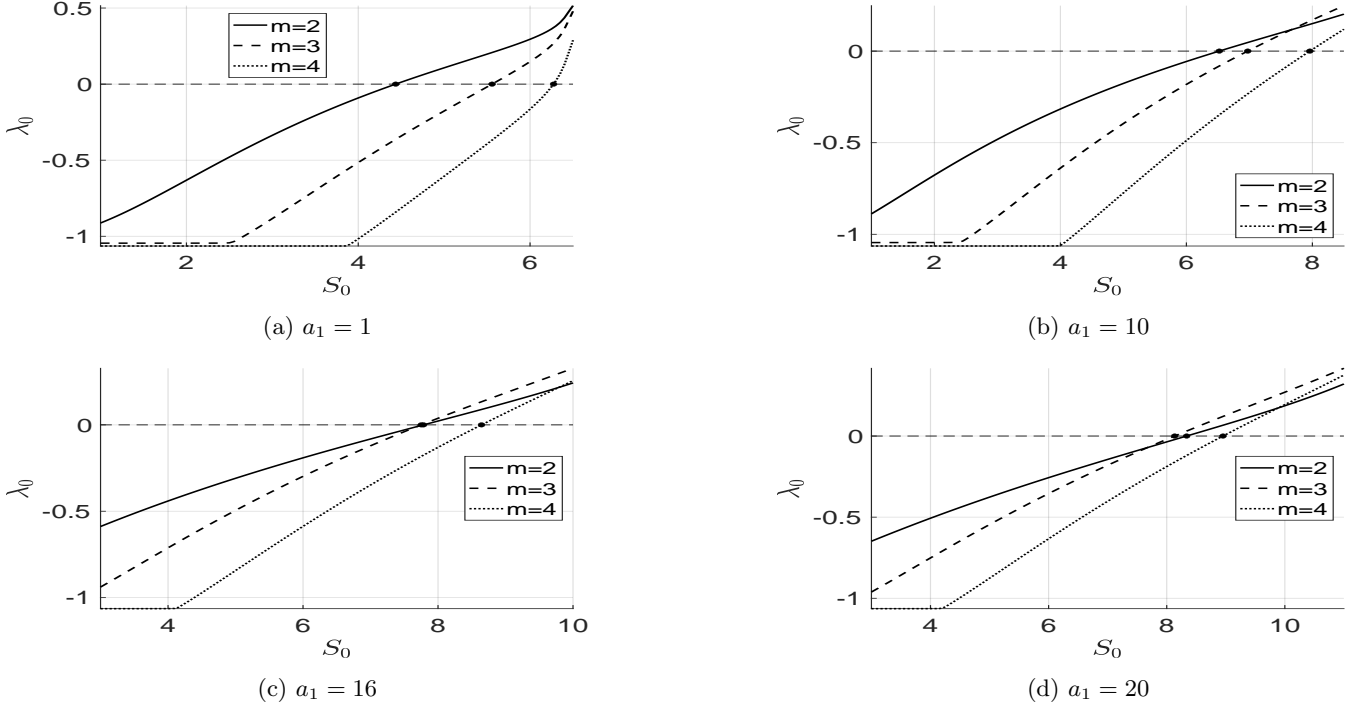 0.5
0
-0.5
-1
λ₀
m=2
m=3
m=4
2
4
6
S₀
(a) a₁ = 1
0
-0.5
-1
λ₀
m=2
m=3
m=4
2
4
6
8
S₀
(b) a₁ = 10
0
-0.5
-1
λ₀
m=2
m=3
m=4
4
6
8
10
S₀
(c) a₁ = 16
0
-0.5
-1
λ₀
m=2
m=3
m=4
4
6
8
10
S₀
(d) a₁ = 20